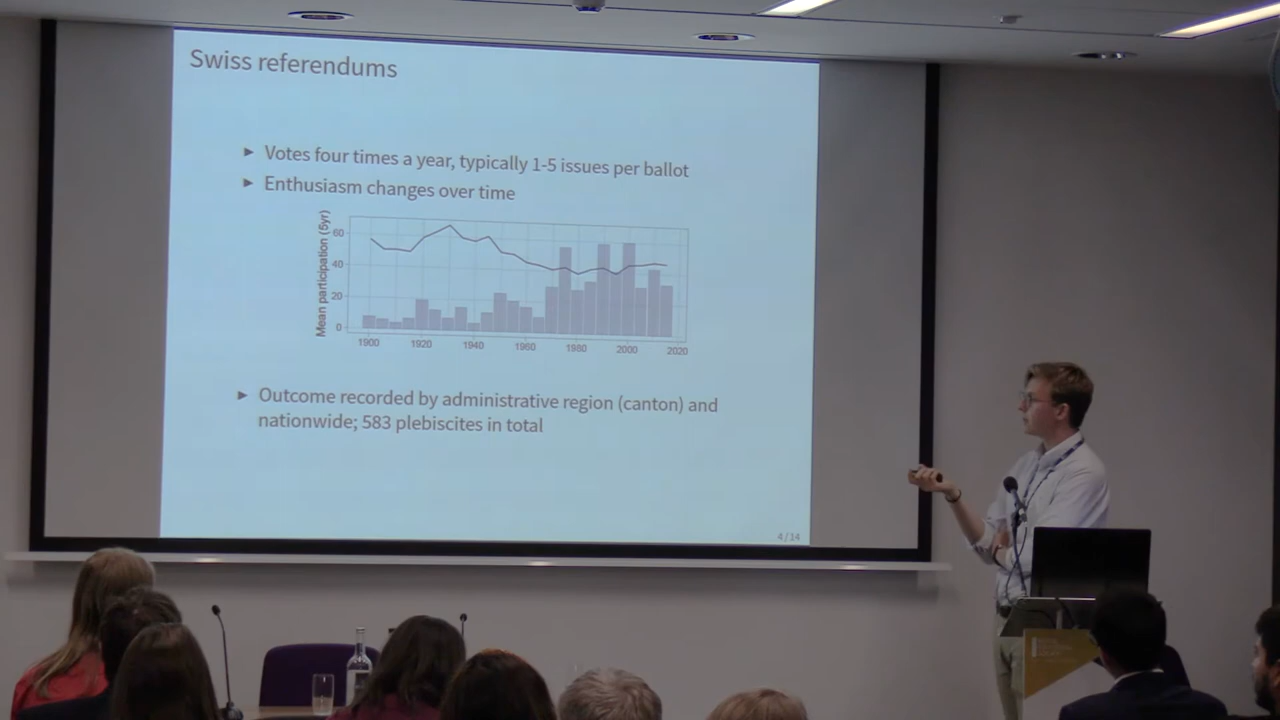 Swiss referendums
► Votes four times a year, typically 1-5 issues per ballot
► Enthusiasm changes over time
Mean participation (5yr)
60
40
20
0
1900 1920 1940 1960 1980 2000 2020
► Outcome recorded by administrative region (canton) and
nationwide; 583 plebiscites in total
4/14